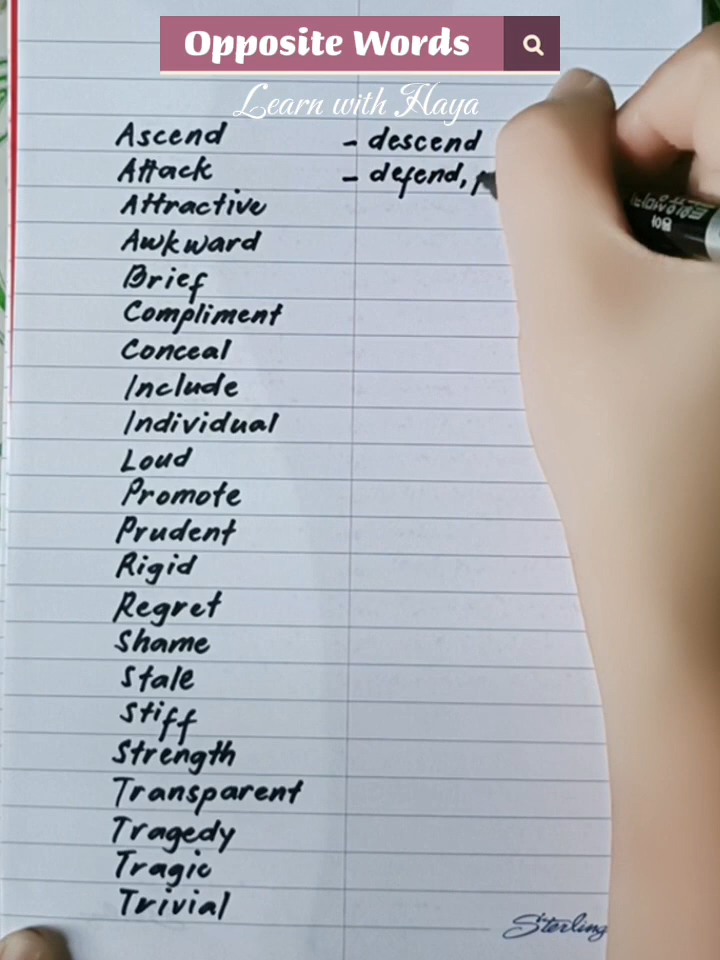 Opposite Words
Learn with Haya
Ascend - descend
Attack - defend,
Attractive
Awkward
Brief
Compliment
Conceal
Include
Individual
Loud
Promote
Prudent
Rigid
Regret
Shame
Stale
Stiff
Strength
Transparent
Tragedy
Tragic
Trivial
Sterling